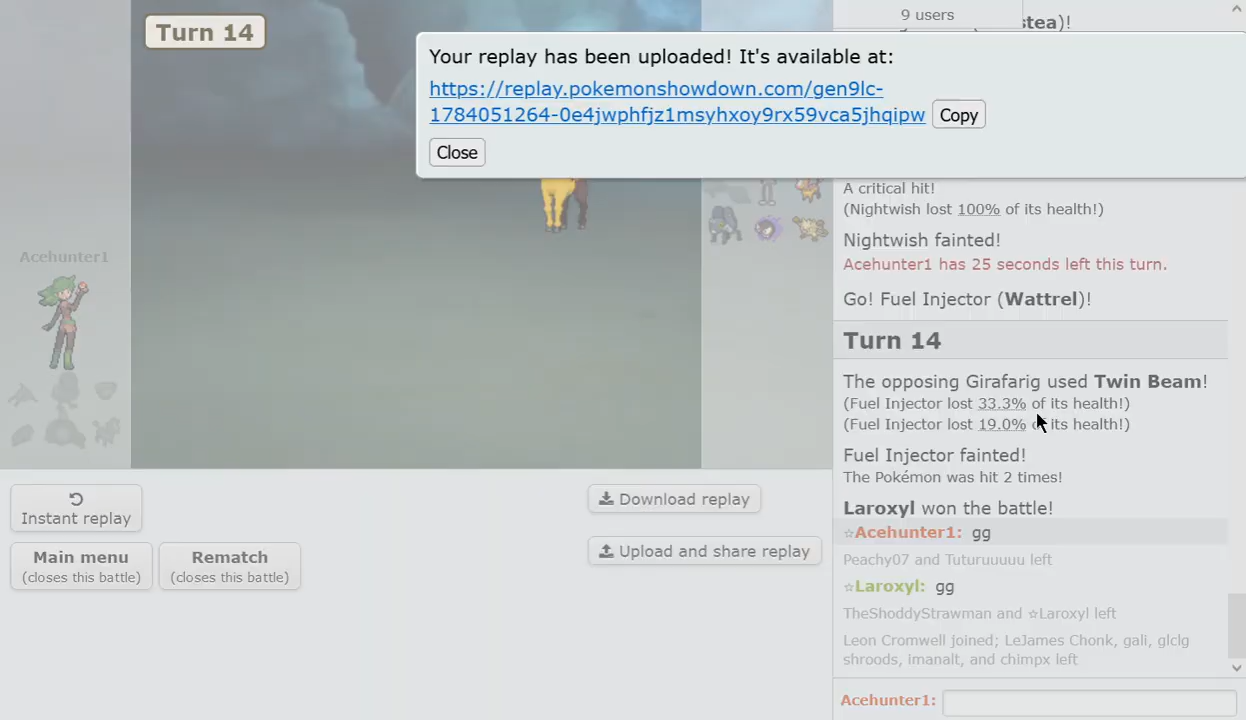 Turn 14
9 users
stea)!
Your replay has been uploaded! It's available at:
https://replay.pokemonshowdown.com/gen9lc-
1784051264-0e4jwphfjz1msyhxoy9rx59vca5jhqipw
Copy
Close
A critical hit!
(Nightwish lost 100% of its health!)
Nightwish fainted!
Acehunter1 has 25 seconds left this turn.
Go! Fuel Injector (Wattrel)!
Turn 14
The opposing Girafarig used Twin Beam!
(Fuel Injector lost 33.3% of its health!)
(Fuel Injector lost 19.0% of its health!)
Fuel Injector fainted!
The Pokémon was hit 2 times!
Laroxyl won the battle!
☆Acehunter1: gg
Peachy07 and Tuturuuuuu left
☆Laroxyl: gg
TheShoddyStrawman and ☆Laroxyl left
Leon Cromwell joined; LeJames Chonk, gali, glclg
shroods, imanalt, and chimpx left
Acehunter1:
Acehunter1
Instant replay
Download replay
Upload and share replay
Main menu
(closes this battle)
Rematch
(closes this battle)